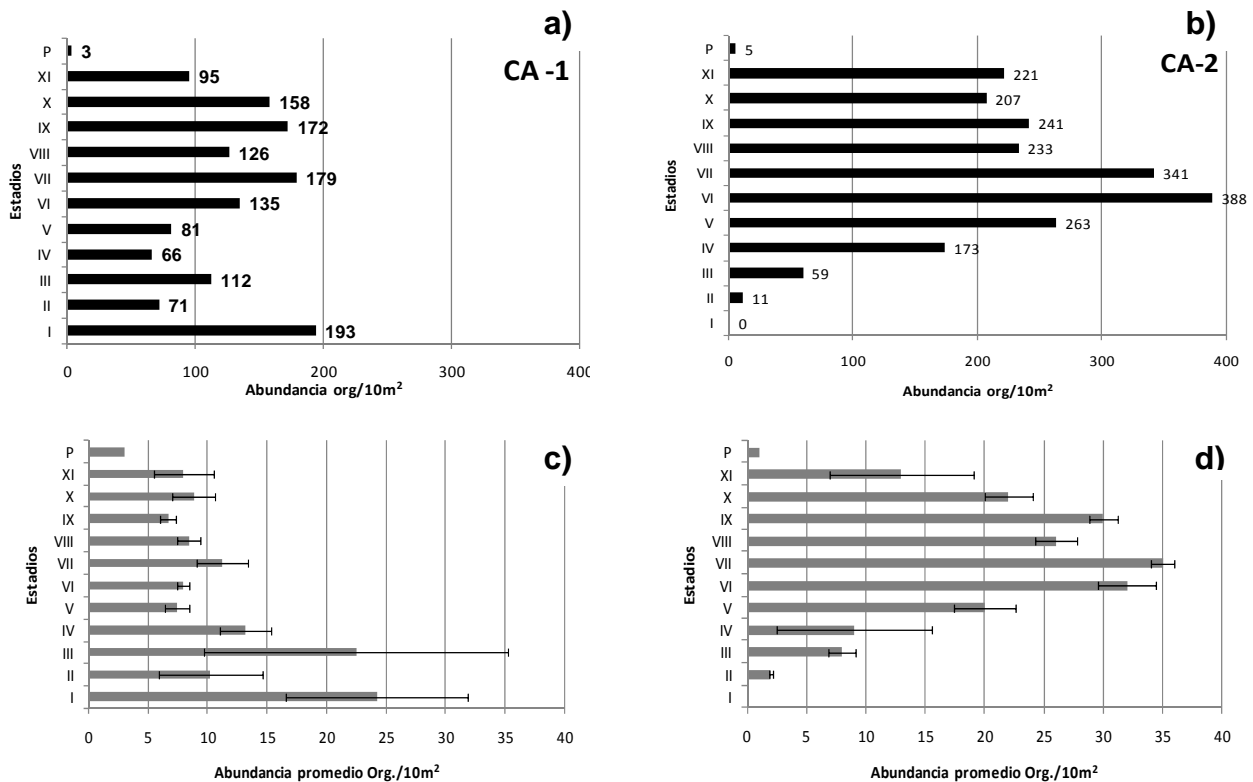 a)
CA -1
Estadios
P 3
XI 95
X 158
IX 172
VIII 126
VII 179
VI 135
V 81
IV 66
III 112
II 71
I 193
0 100 200 300 400
Abundancia org/10m²
b)
CA-2
Estadios
P 5
XI 221
X 207
IX 241
VIII 233
VII 341
VI 388
V 263
IV 173
III 59
II 11
I 0
0 100 200 300 400
Abundancia org/10m²
c)
Estadios
P
XI
X
IX
VIII
VII
VI
V
IV
III
II
I
0 5 10 15 20 25 30 35 40
Abundancia promedio Org./10m²
d)
Estadios
P
XI
X
IX
VIII
VII
VI
V
IV
III
II
I
0 5 10 15 20 25 30 35 40
Abundancia promedio Org./10m²